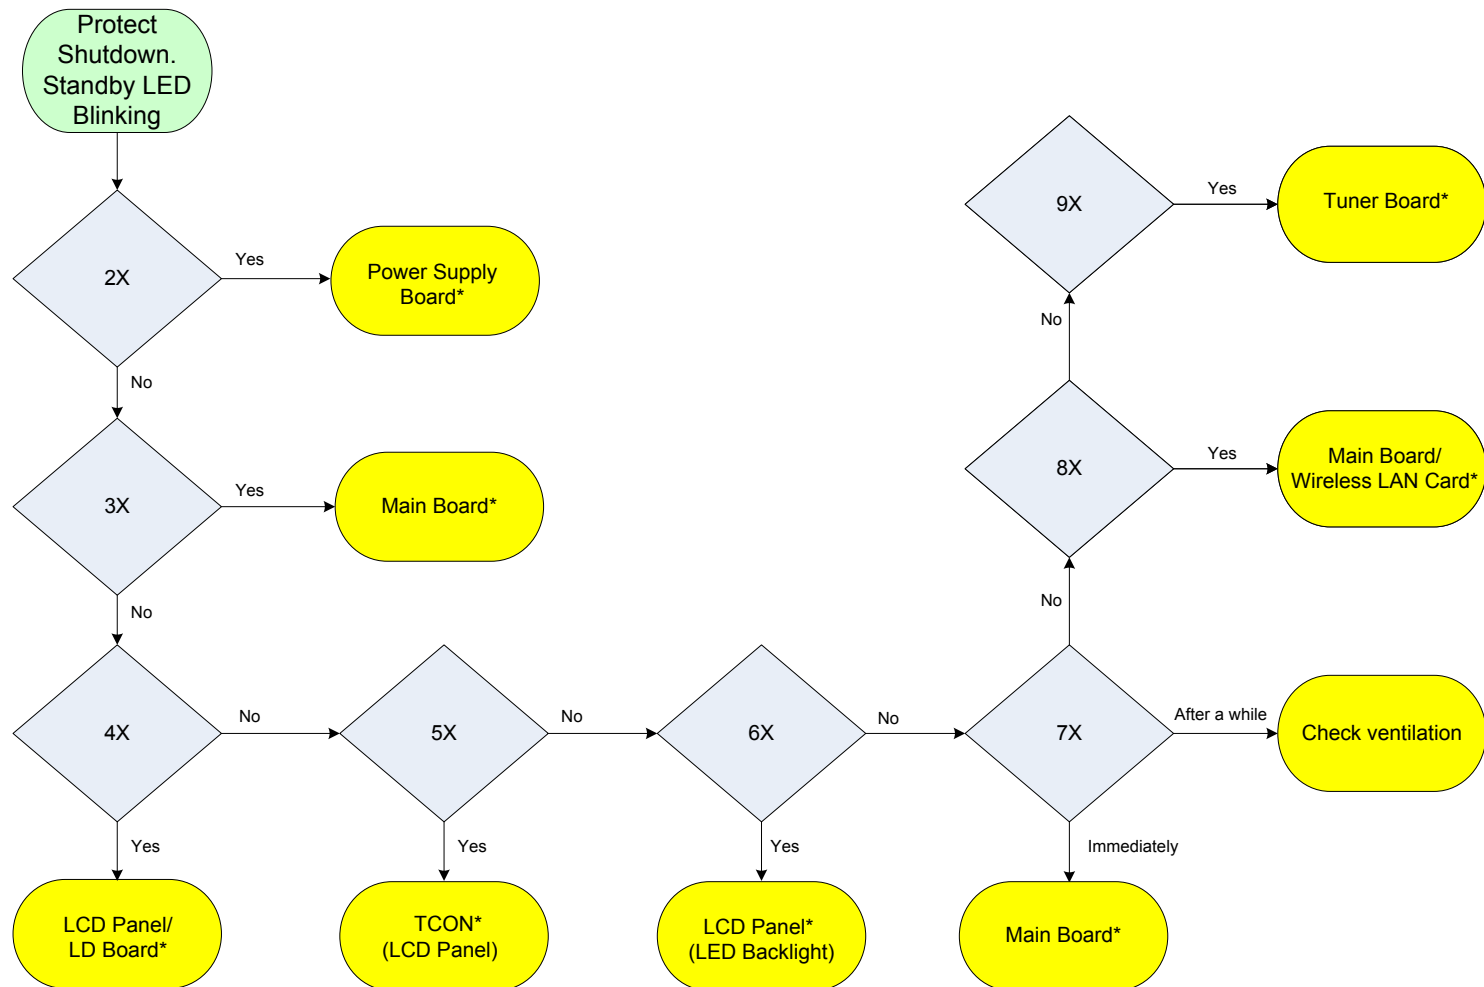 Protect
Shutdown.
Standby LED
Blinking
2X
Yes
Power Supply
Board*
No
3X
Yes
Main Board*
No
4X
No
5X
No
6X
No
7X
After a while
Check ventilation
Yes
LCD Panel/
LD Board*
Yes
TCON*
(LCD Panel)
Yes
LCD Panel*
(LED Backlight)
Immediately
Main Board*
No
8X
Yes
Main Board/
Wireless LAN Card*
No
9X
Yes
Tuner Board*